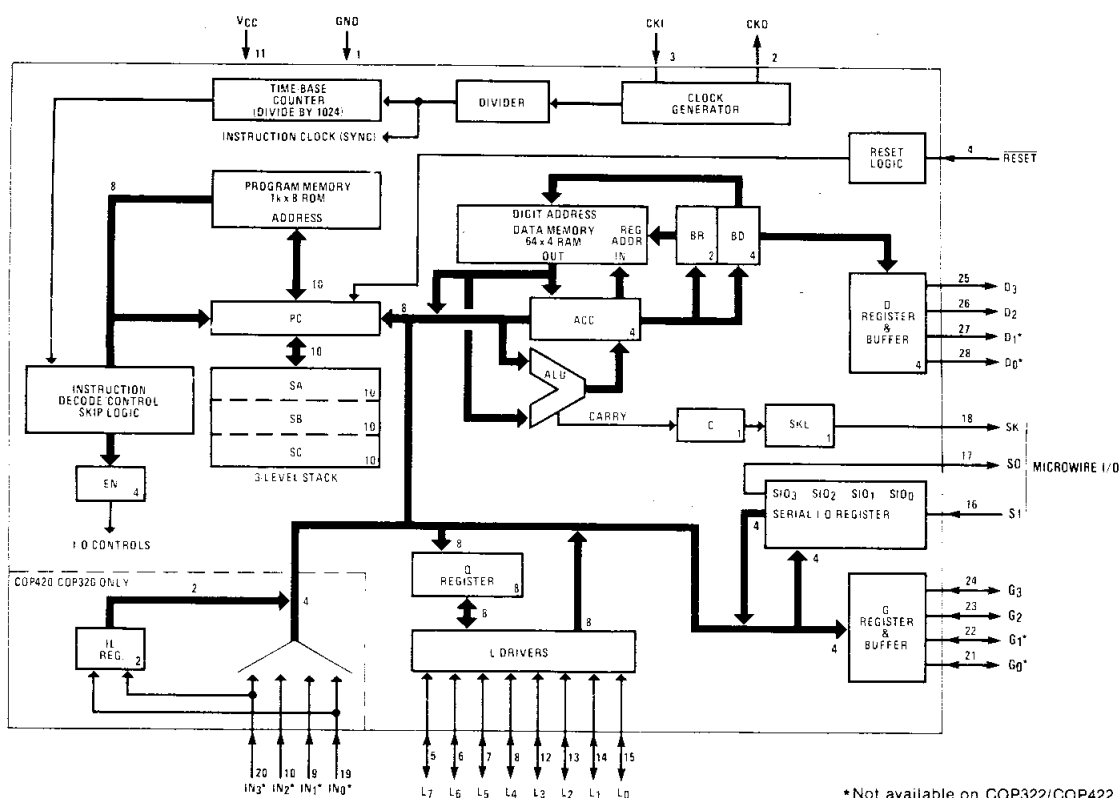 VCC
GND
CKI
CKO
11
1
3
2
TIME-BASE
COUNTER
(DIVIDE BY 1024)
DIVIDER
CLOCK
GENERATOR
INSTRUCTION CLOCK (SYNC)
RESET
LOGIC
4
RESET
8
PROGRAM MEMORY
1k x 8 ROM
ADDRESS
DIGIT ADDRESS
DATA MEMORY
64 x 4 RAM
REG
ADDR
OUT
IN
BR
2
BD
4
10
PC
8
ACC
4
D
REGISTER
&
BUFFER
4
25
D3
26
D2
27
D1*
28
D0*
10
INSTRUCTION
DECODE CONTROL
SKIP LOGIC
SA
10
SB
10
SC
10
3-LEVEL STACK
ALU
CARRY
C
1
SKL
1
18
SK
17
SO
MICROWIRE I/O
16
SI
EN
4
I/O CONTROLS
SIO3 SIO2 SIO1 SIO0
SERIAL I/O REGISTER
4
4
COP420 COP320 ONLY
2
4
IL
REG.
2
8
Q
REGISTER
8
8
8
L DRIVERS
G
REGISTER
&
BUFFER
4
24
G3
23
G2
22
G1*
21
G0*
20
10
9
19
IN3* IN2* IN1* IN0*
5
6
7
8
12
13
14
15
L7 L6 L5 L4 L3 L2 L1 L0
*Not available on COP322/COP422